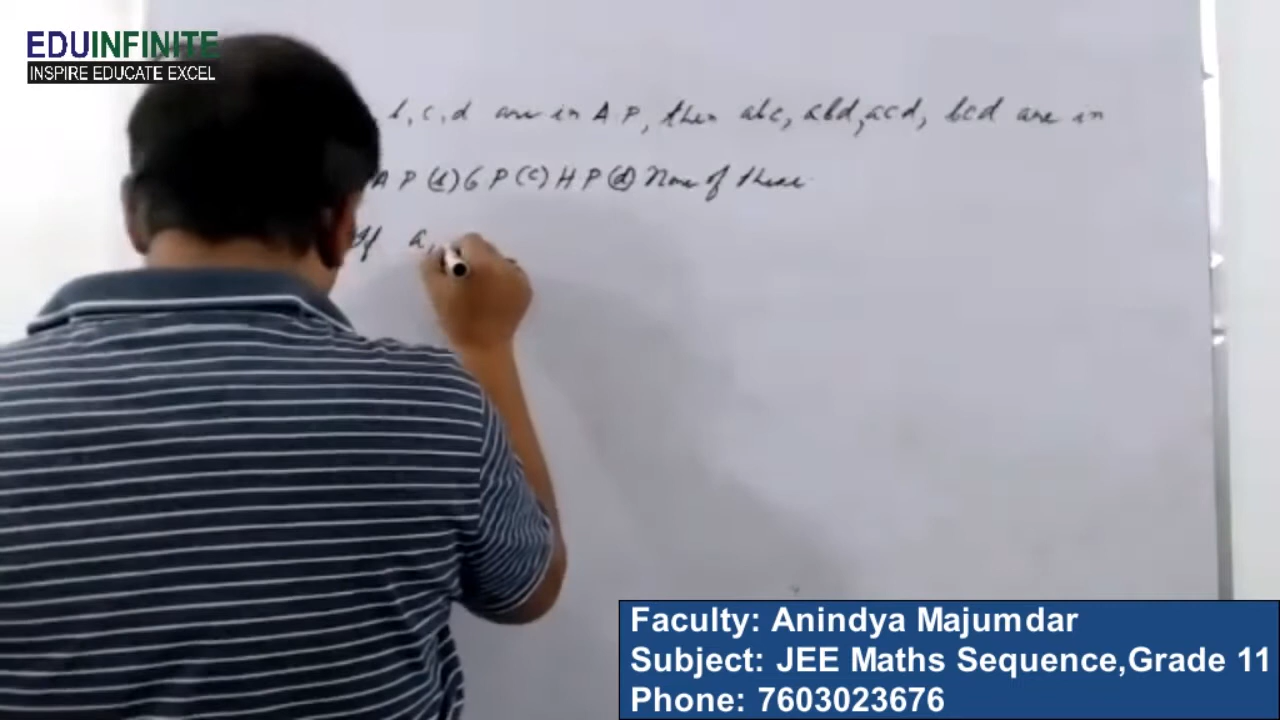 EDUINFINITE
INSPIRE EDUCATE EXCEL
b, c, d are in A P, then abc, abd, acd, bcd are in
A P (b) G P (c) H P (d) None of these
If a,
Faculty: Anindya Majumdar
Subject: JEE Maths Sequence,Grade 11
Phone: 7603023676